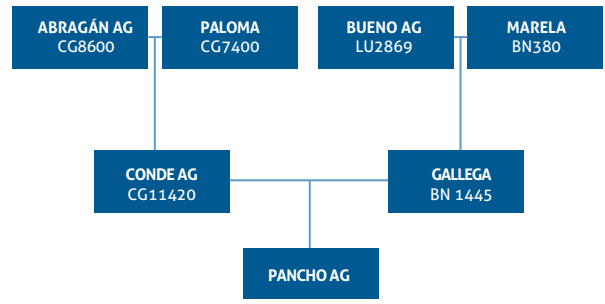 ABRAGÁN AG
CG8600
PALOMA
CG7400
BUENO AG
LU2869
MARELA
BN380
CONDE AG
CG11420
GALLEGA
BN 1445
PANCHO AG